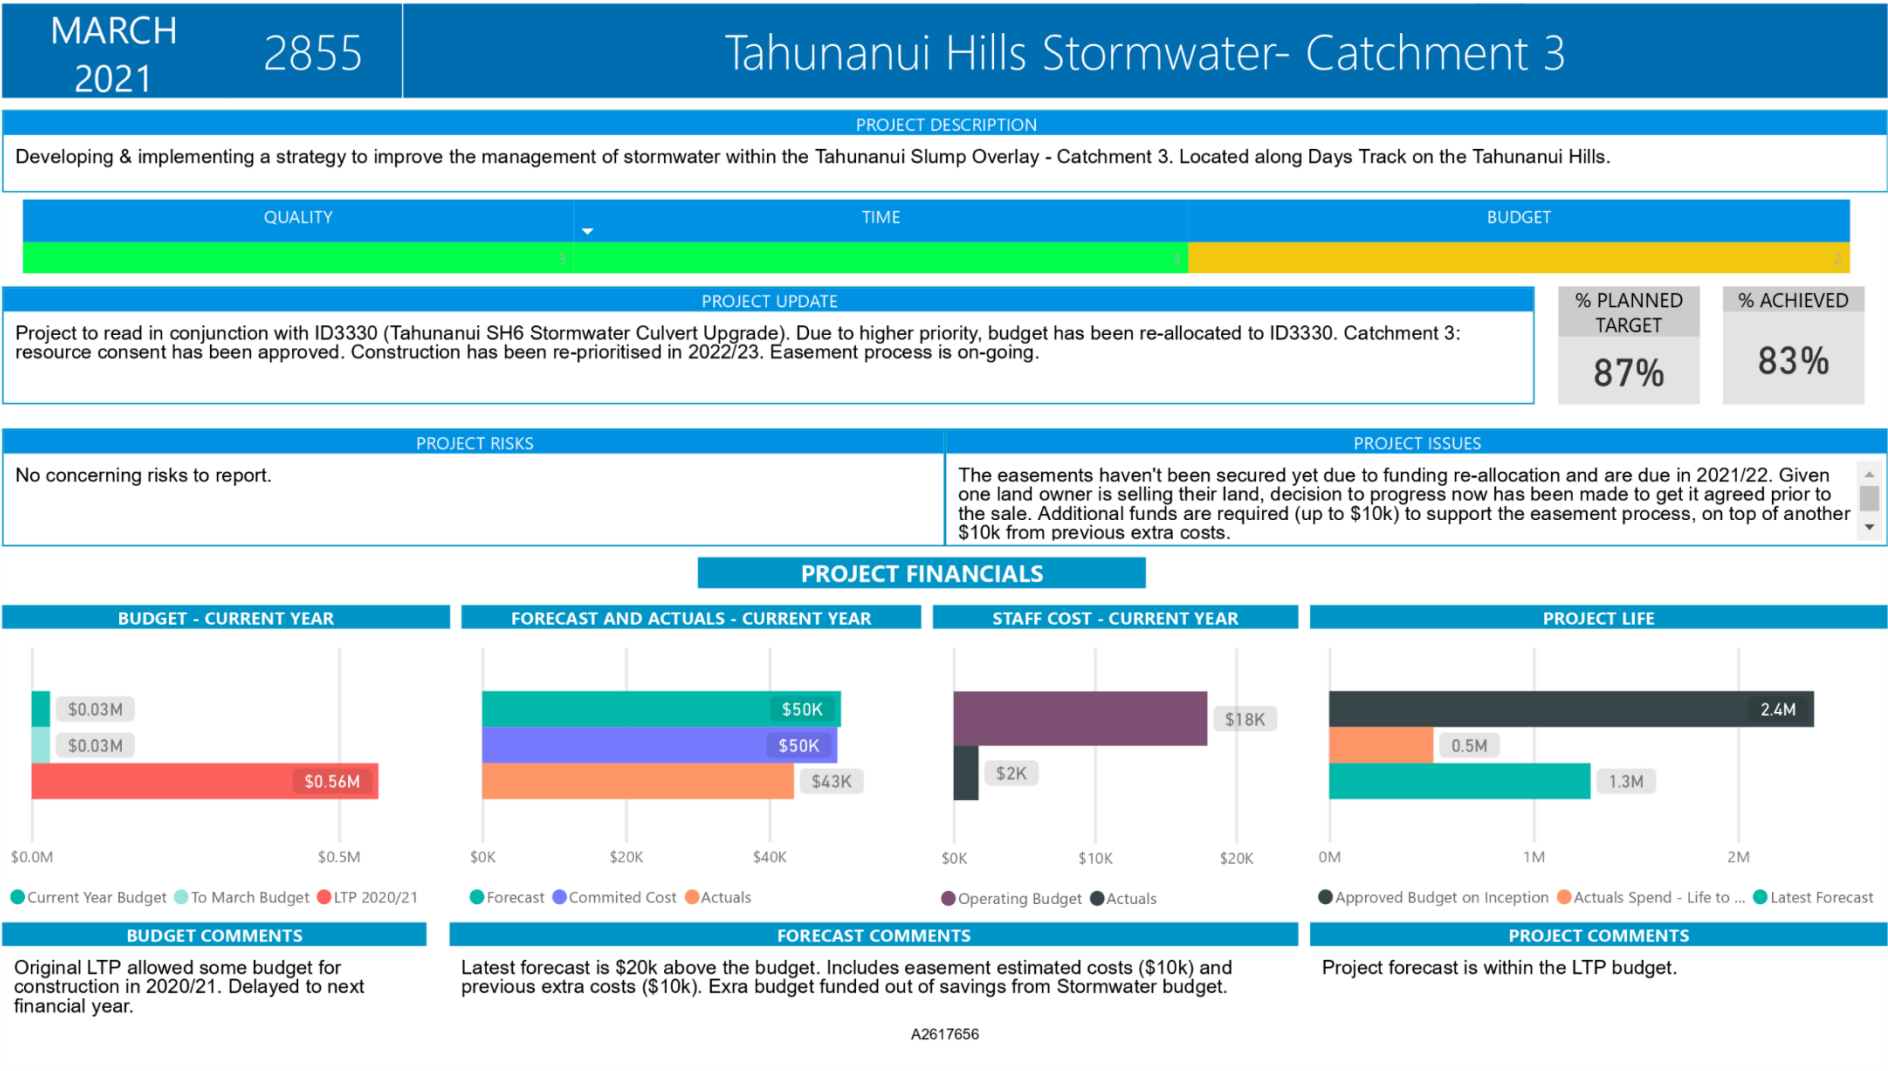 MARCH
2021
2855
Tahunanui Hills Stormwater- Catchment 3
PROJECT DESCRIPTION
Developing & implementing a strategy to improve the management of stormwater within the Tahunanui Slump Overlay - Catchment 3. Located along Days Track on the Tahunanui Hills.
QUALITY TIME BUDGET
3 3 2
PROJECT UPDATE
Project to read in conjunction with ID3330 (Tahunanui SH6 Stormwater Culvert Upgrade). Due to higher priority, budget has been re-allocated to ID3330. Catchment 3:
resource consent has been approved. Construction has been re-prioritised in 2022/23. Easement process is on-going.
% PLANNED
TARGET
87%
% ACHIEVED
83%
PROJECT RISKS
No concerning risks to report.
PROJECT ISSUES
The easements haven't been secured yet due to funding re-allocation and are due in 2021/22. Given
one land owner is selling their land, decision to progress now has been made to get it agreed prior to
the sale. Additional funds are required (up to $10k) to support the easement process, on top of another
$10k from previous extra costs.
PROJECT FINANCIALS
BUDGET - CURRENT YEAR
$0.03M
$0.03M
$0.56M
$0.0M $0.5M
Current Year Budget To March Budget LTP 2020/21
FORECAST AND ACTUALS - CURRENT YEAR
$50K
$50K
$43K
$0K $20K $40K
Forecast Commited Cost Actuals
STAFF COST - CURRENT YEAR
$18K
$2K
$0K $10K $20K
Operating Budget Actuals
PROJECT LIFE
2.4M
0.5M
1.3M
0M 1M 2M
Approved Budget on Inception Actuals Spend - Life to ... Latest Forecast
BUDGET COMMENTS
Original LTP allowed some budget for
construction in 2020/21. Delayed to next
financial year.
FORECAST COMMENTS
Latest forecast is $20k above the budget. Includes easement estimated costs ($10k) and
previous extra costs ($10k). Exra budget funded out of savings from Stormwater budget.
PROJECT COMMENTS
Project forecast is within the LTP budget.
A2617656